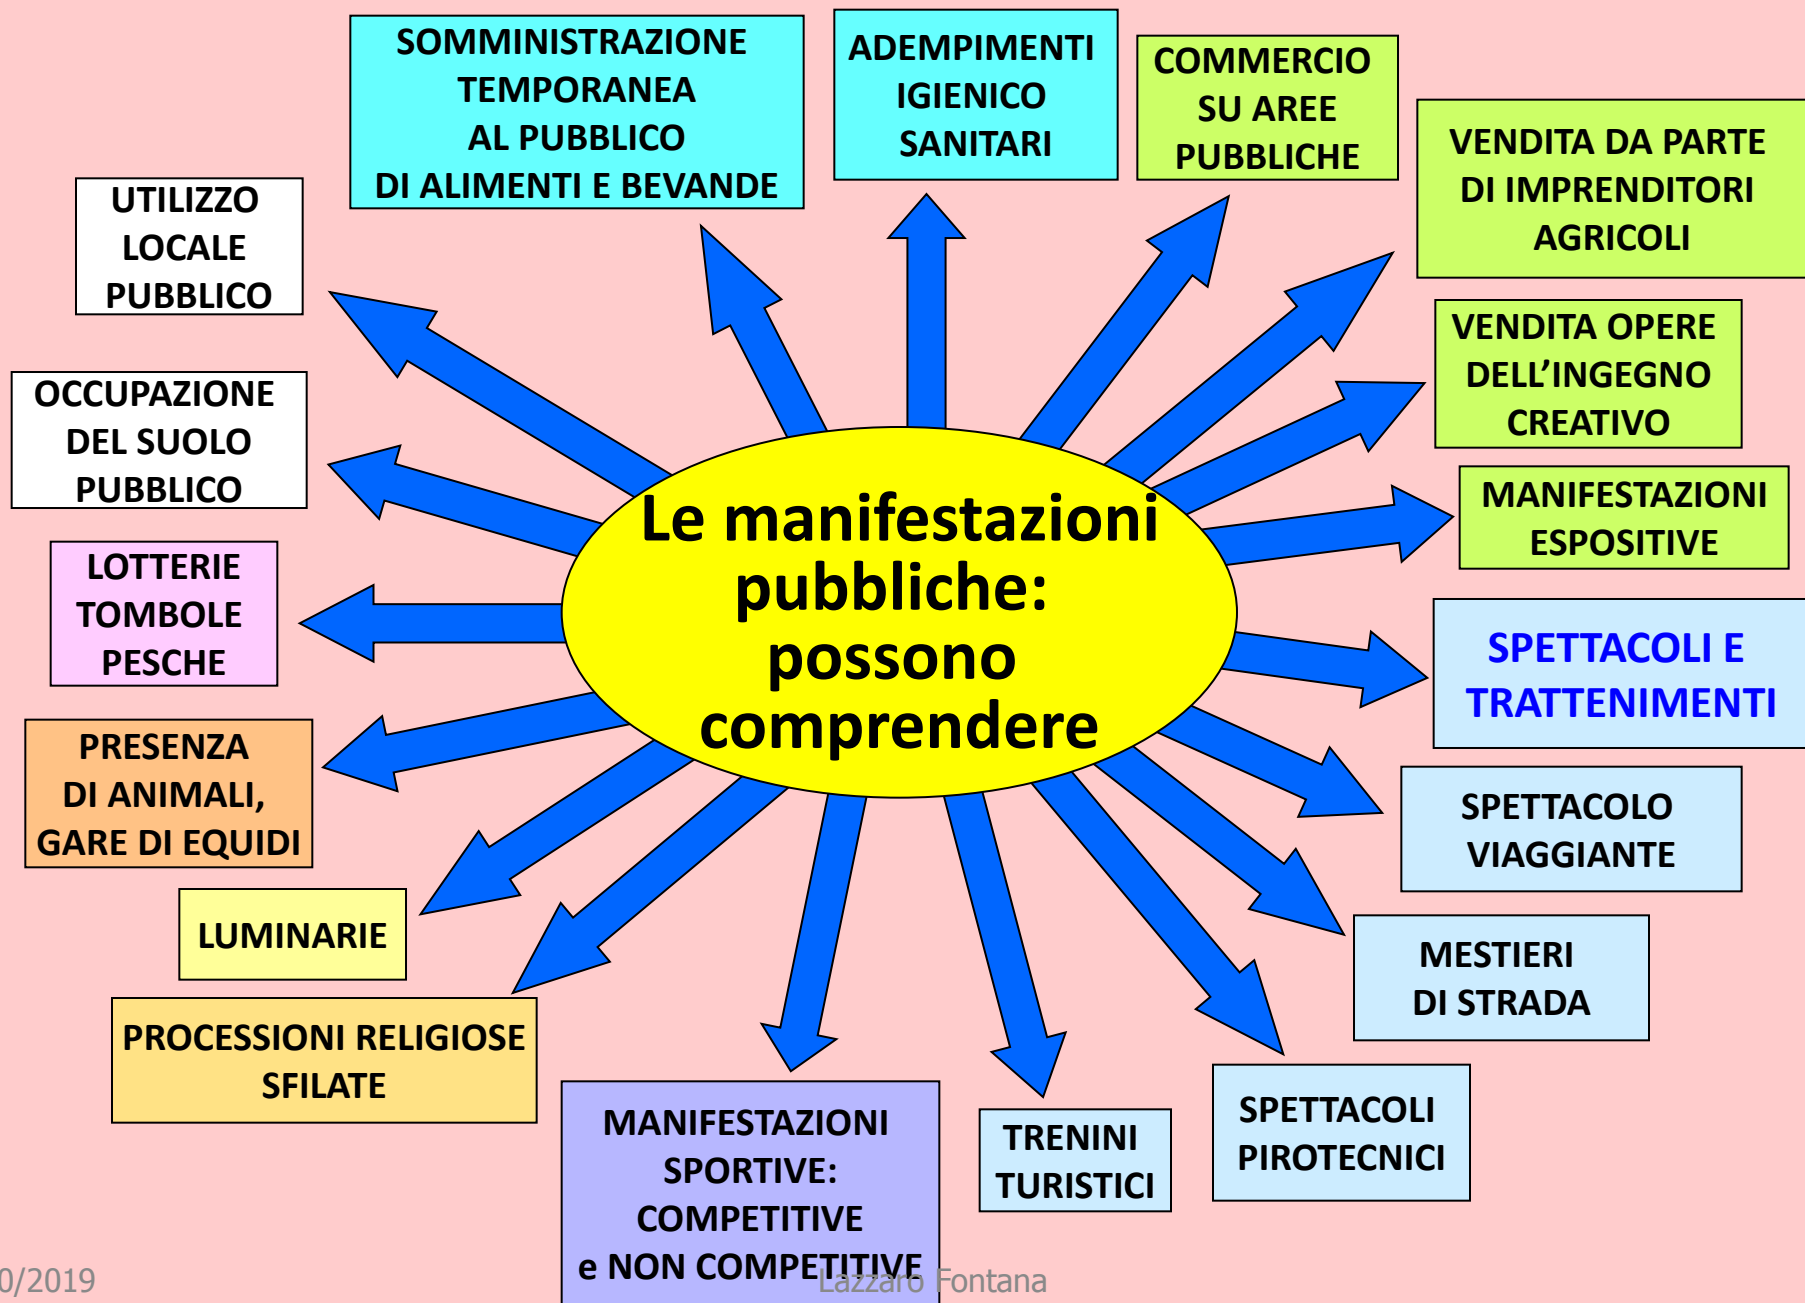 SOMMINISTRAZIONE
TEMPORANEA
AL PUBBLICO
DI ALIMENTI E BEVANDE
ADEMPIMENTI
IGIENICO
SANITARI
COMMERCIO
SU AREE
PUBBLICHE
VENDITA DA PARTE
DI IMPRENDITORI
AGRICOLI
UTILIZZO
LOCALE
PUBBLICO
VENDITA OPERE
DELL’INGEGNO
CREATIVO
OCCUPAZIONE
DEL SUOLO
PUBBLICO
MANIFESTAZIONI
ESPOSITIVE
Le manifestazioni
pubbliche:
possono
comprendere
LOTTERIE
TOMBOLE
PESCHE
SPETTACOLI E
TRATTENIMENTI
PRESENZA
DI ANIMALI,
GARE DI EQUIDI
SPETTACOLO
VIAGGIANTE
LUMINARIE
MESTIERI
DI STRADA
PROCESSIONI RELIGIOSE
SFILATE
MANIFESTAZIONI
SPORTIVE:
COMPETITIVE
e NON COMPETITIVE
TRENINI
TURISTICI
SPETTACOLI
PIROTECNICI
0/2019
Lazzaro Fontana